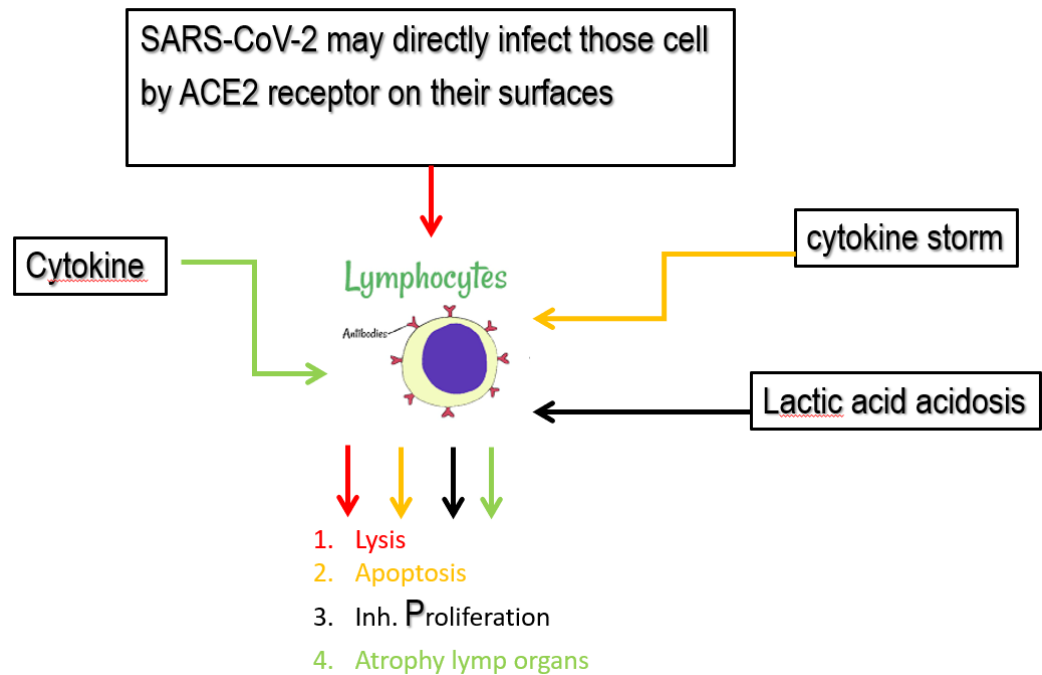 SARS-CoV-2 may directly infect those cell
by ACE2 receptor on their surfaces
Cytokine
cytokine storm
Lymphocytes
Antibodies
Lactic acid acidosis
1. Lysis
2. Apoptosis
3. Inh. Proliferation
4. Atrophy lymp organs